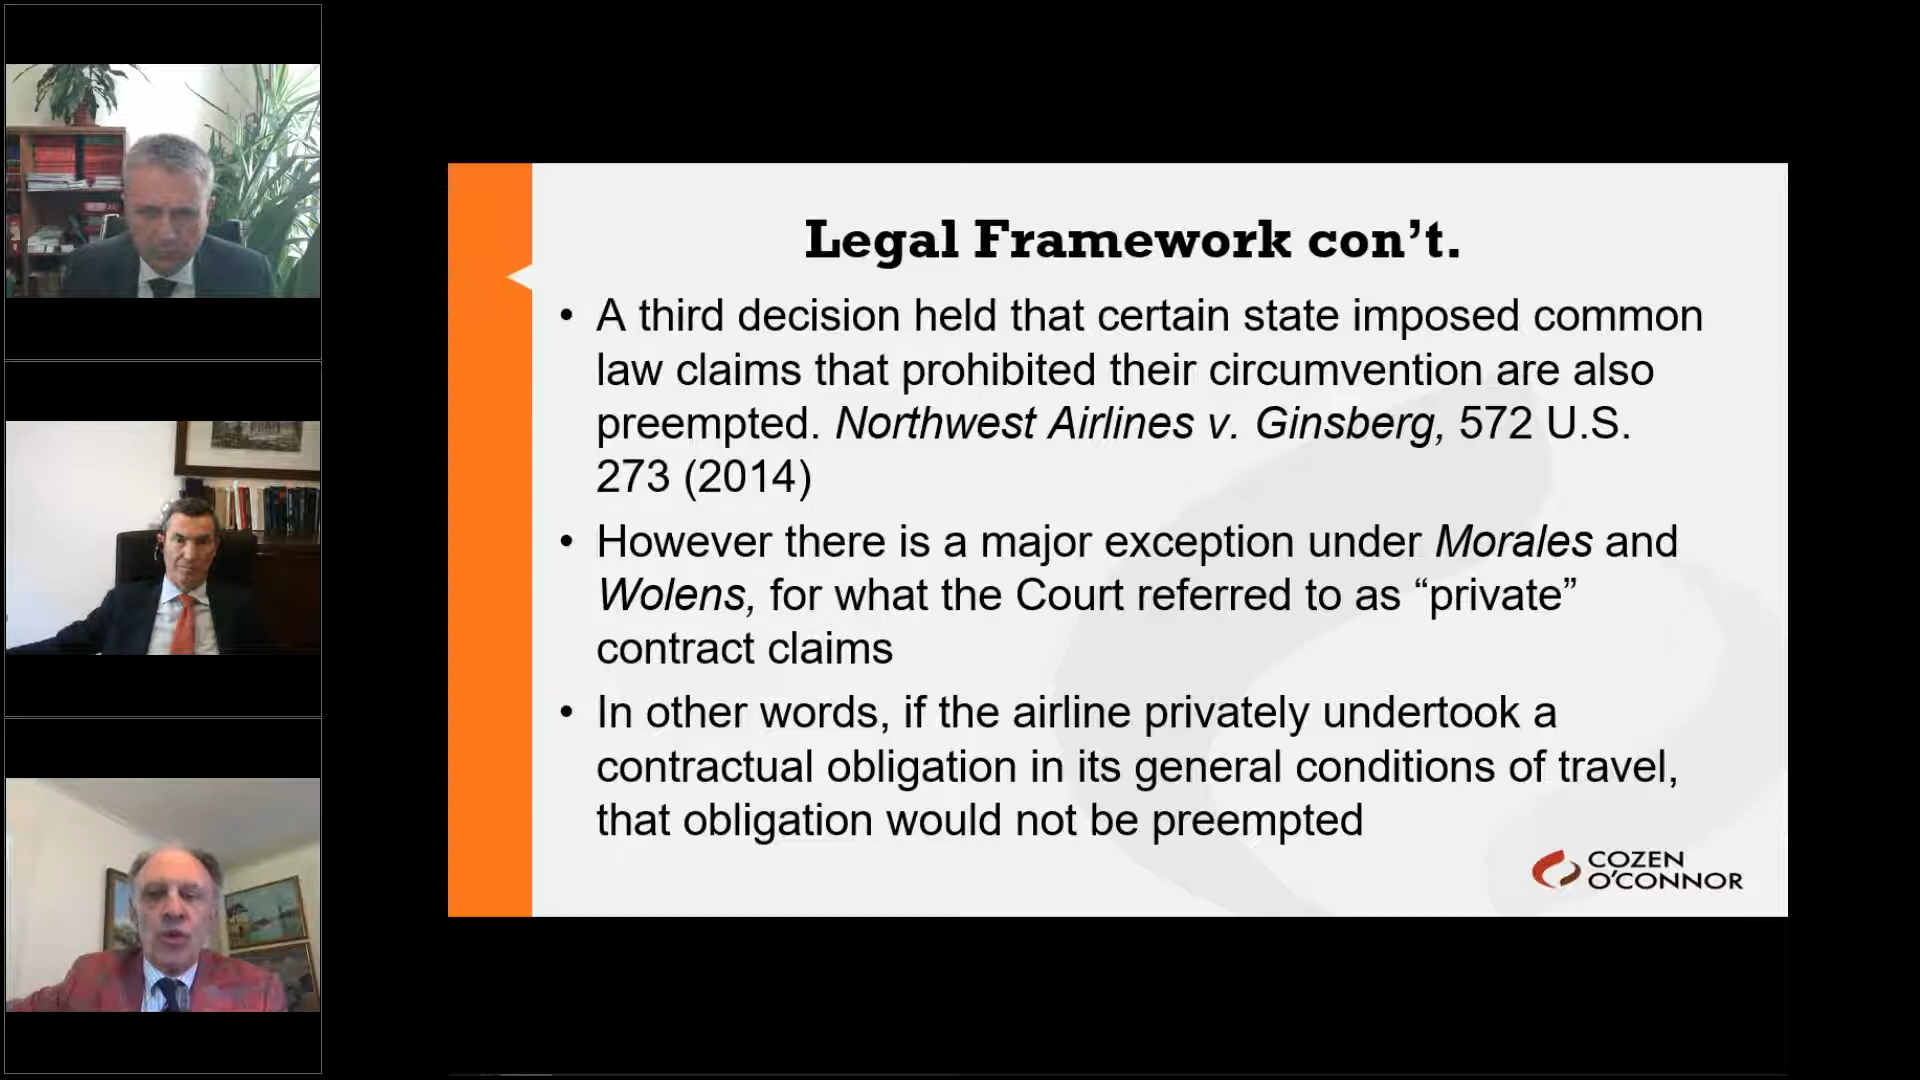 Legal Framework con’t.
• A third decision held that certain state imposed common
law claims that prohibited their circumvention are also
preempted. Northwest Airlines v. Ginsberg, 572 U.S.
273 (2014)
• However there is a major exception under Morales and
Wolens, for what the Court referred to as “private”
contract claims
• In other words, if the airline privately undertook a
contractual obligation in its general conditions of travel,
that obligation would not be preempted
COZEN
O’CONNOR